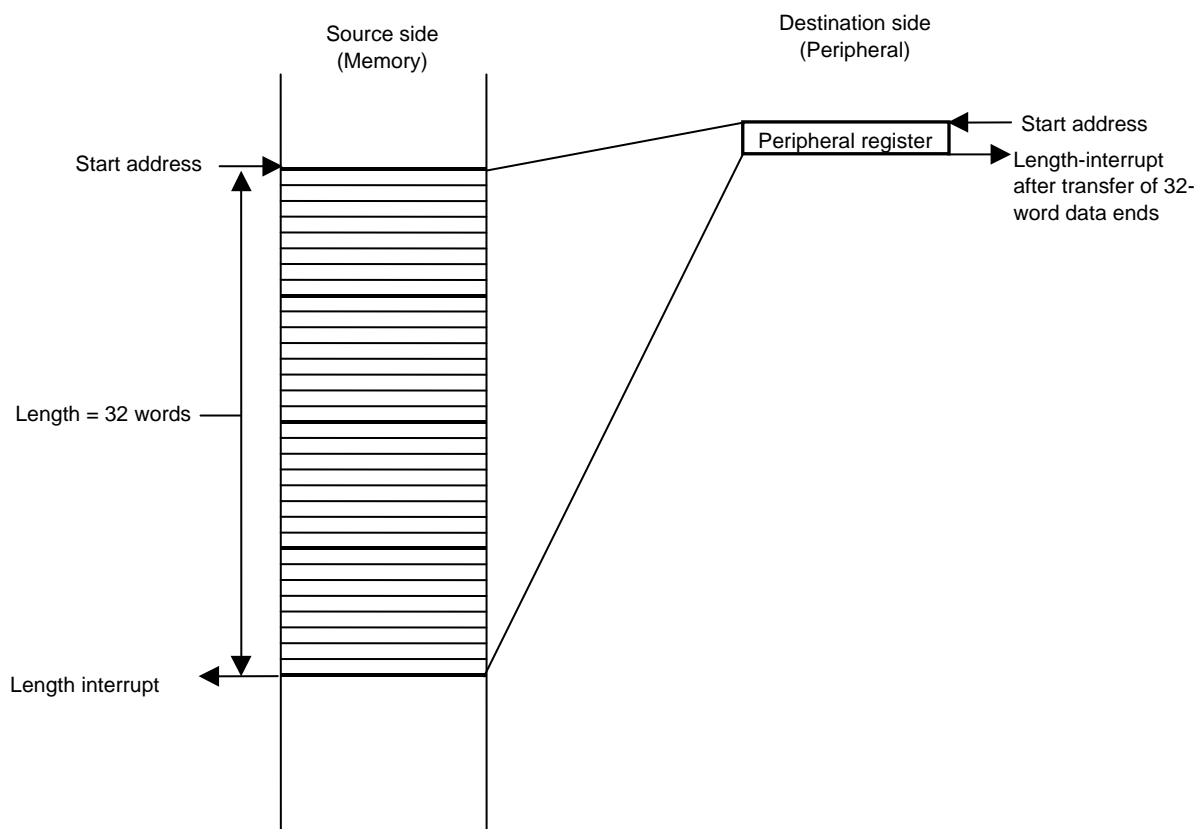 Source side
(Memory)
Destination side
(Peripheral)
Start address
Peripheral register
Start address
Length-interrupt
after transfer of 32-
word data ends
Length = 32 words
Length interrupt